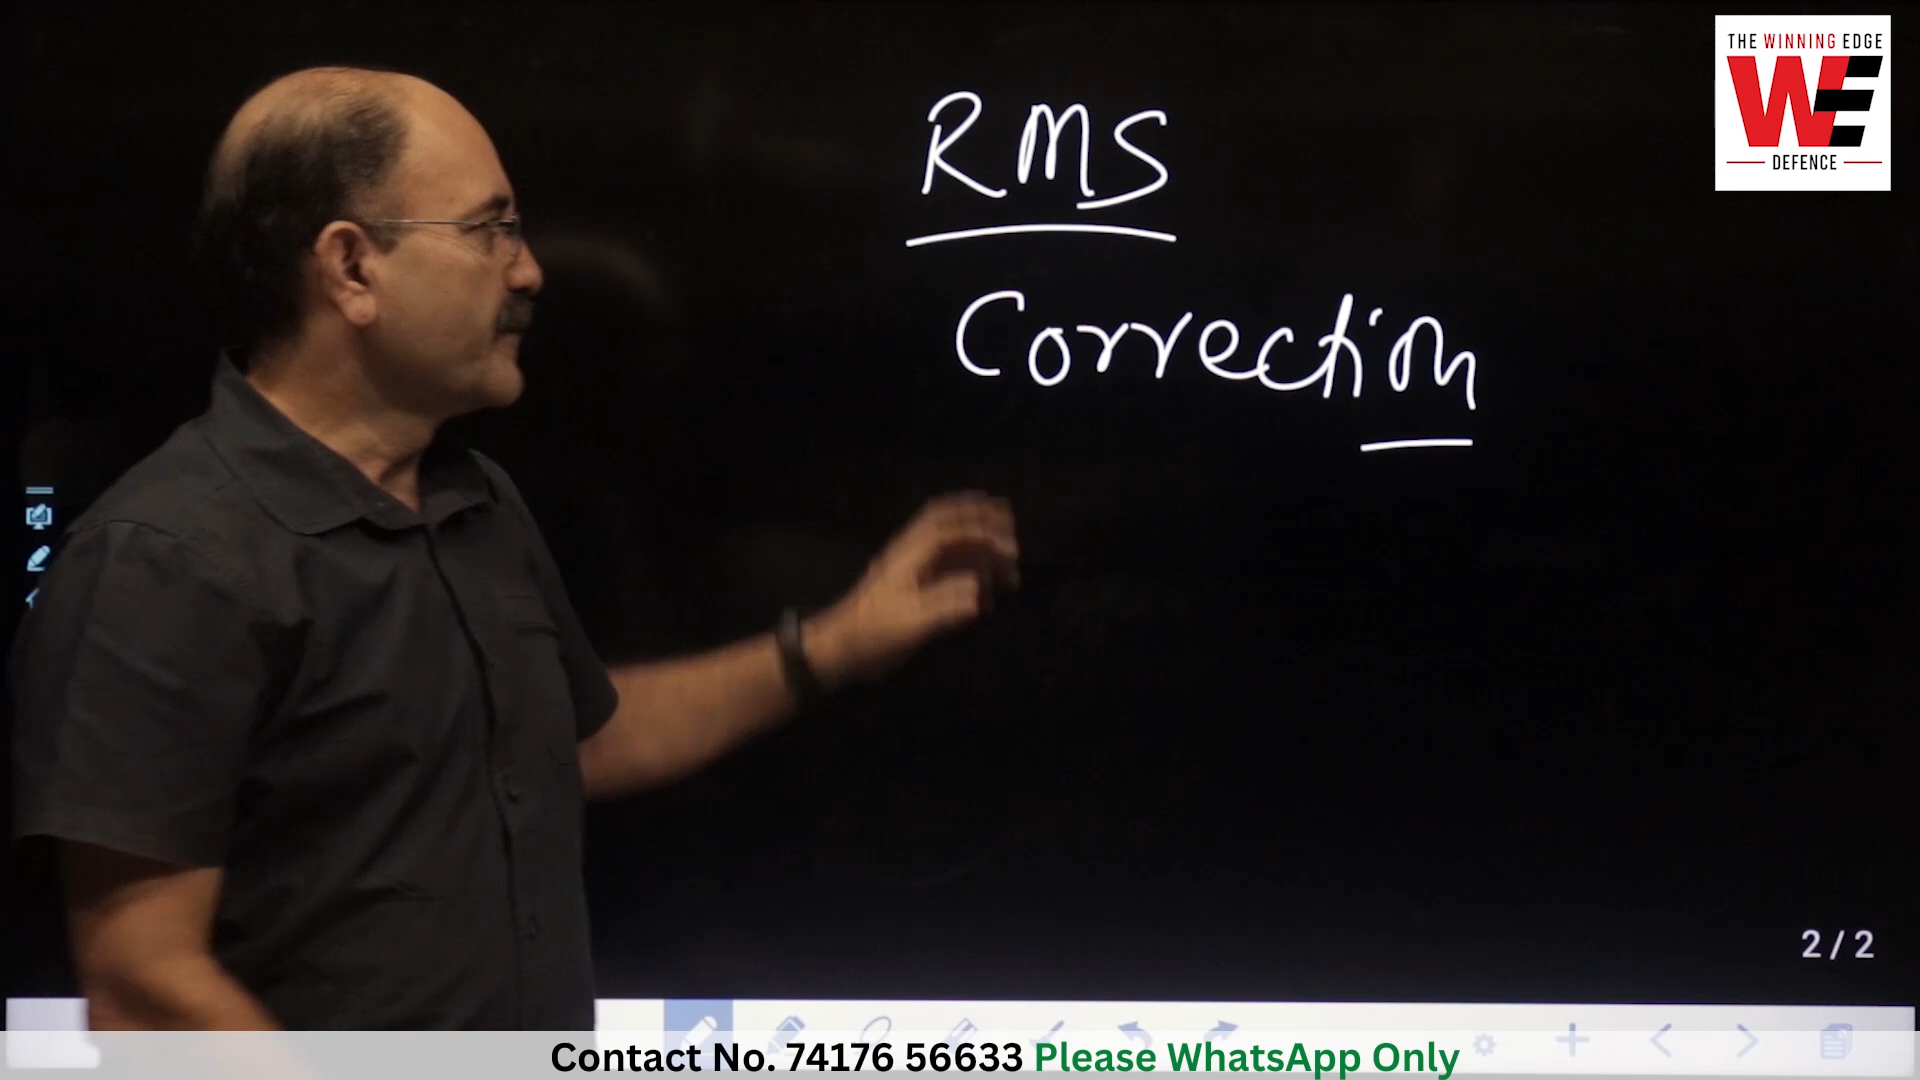 THE WINNING EDGE
WE
DEFENCE
RMS
Correction
2 / 2
Contact No. 74176 56633 Please WhatsApp Only